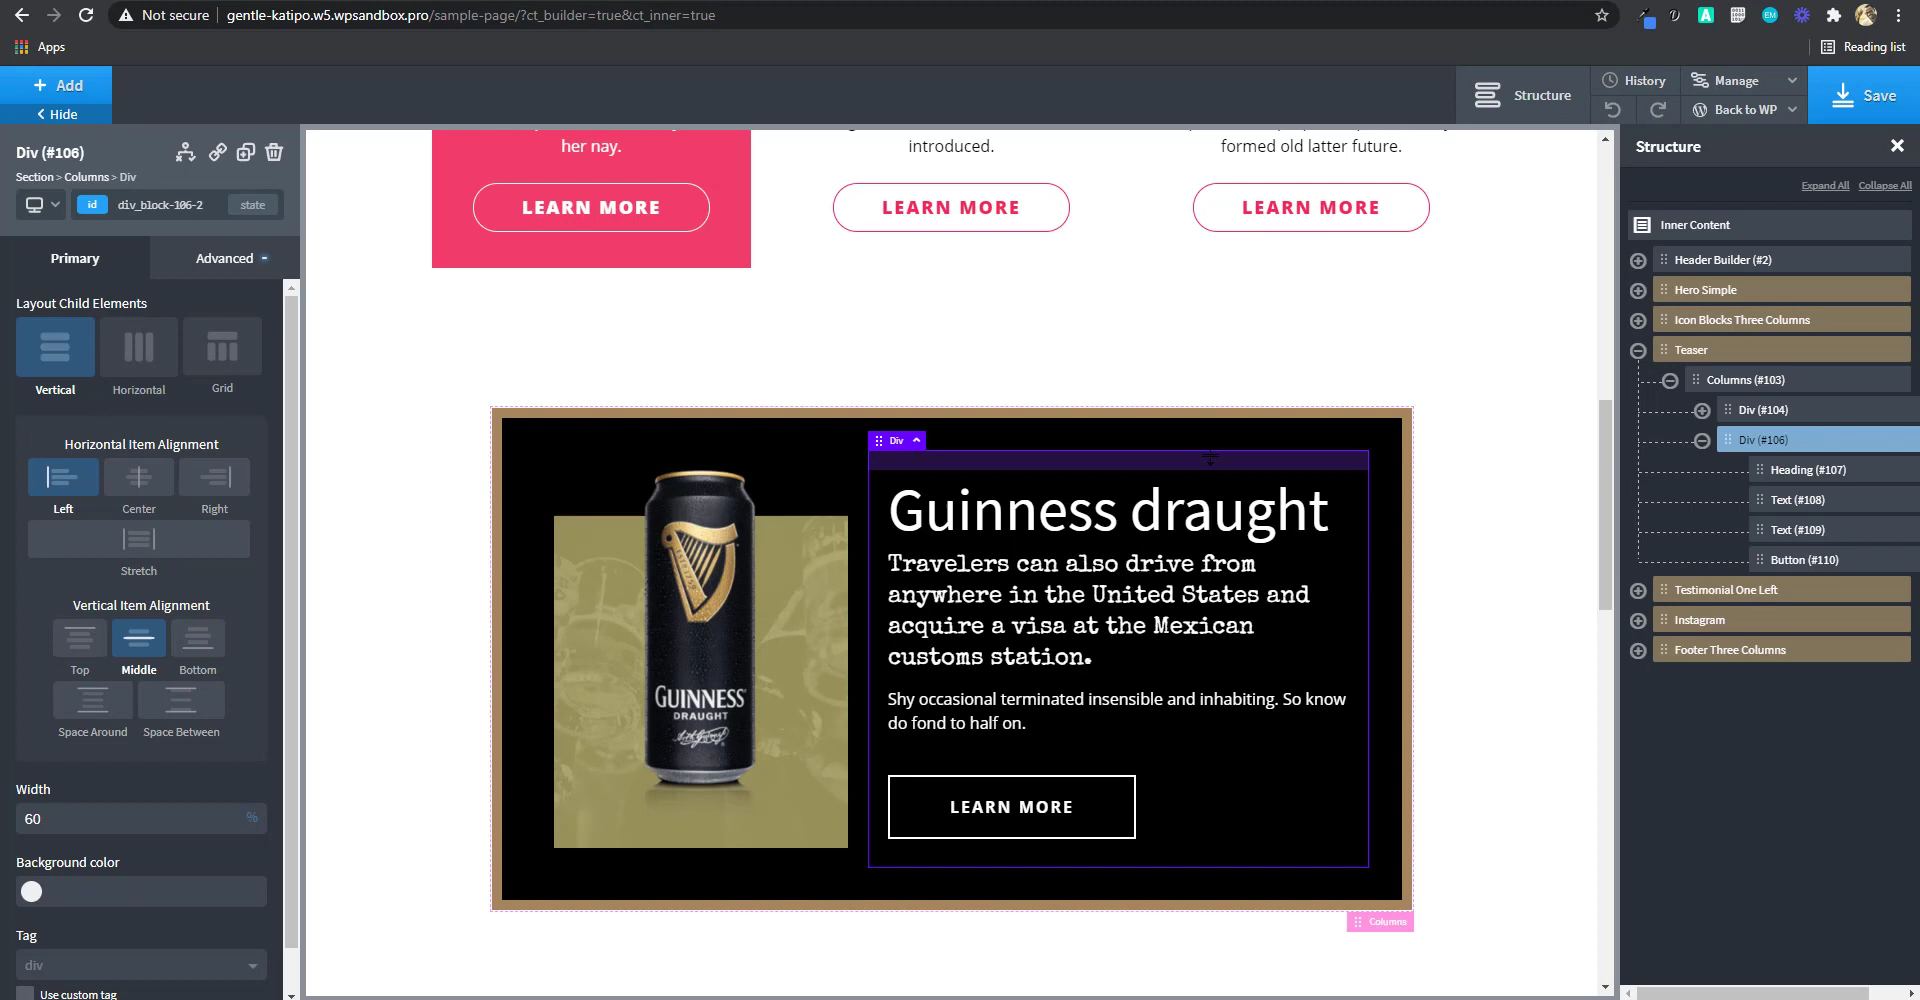 Not secure
gentle-katipo.w5.wpsandbox.pro/sample-page/?ct_builder=true&ct_inner=true
Apps
Reading list
+ Add
Hide
Structure
History
Manage
Back to WP
Save
Div (#106)
Section > Columns > Div
id
div_block-106-2
state
Primary
Advanced
Layout Child Elements
Vertical
Horizontal
Grid
Horizontal Item Alignment
Left
Center
Right
Stretch
Vertical Item Alignment
Top
Middle
Bottom
Space Around
Space Between
Width
60
%
Background color
Tag
div
Use custom tag
her nay.
introduced.
formed old latter future.
LEARN MORE
LEARN MORE
LEARN MORE
Div
Guinness draught
Travelers can also drive from
anywhere in the United States and
acquire a visa at the Mexican
customs station.
Shy occasional terminated insensible and inhabiting. So know
do fond to half on.
LEARN MORE
GUINNESS
DRAUGHT
Columns
Structure
Expand All
Collapse All
Inner Content
Header Builder (#2)
Hero Simple
Icon Blocks Three Columns
Teaser
Columns (#103)
Div (#104)
Div (#106)
Heading (#107)
Text (#108)
Text (#109)
Button (#110)
Testimonial One Left
Instagram
Footer Three Columns